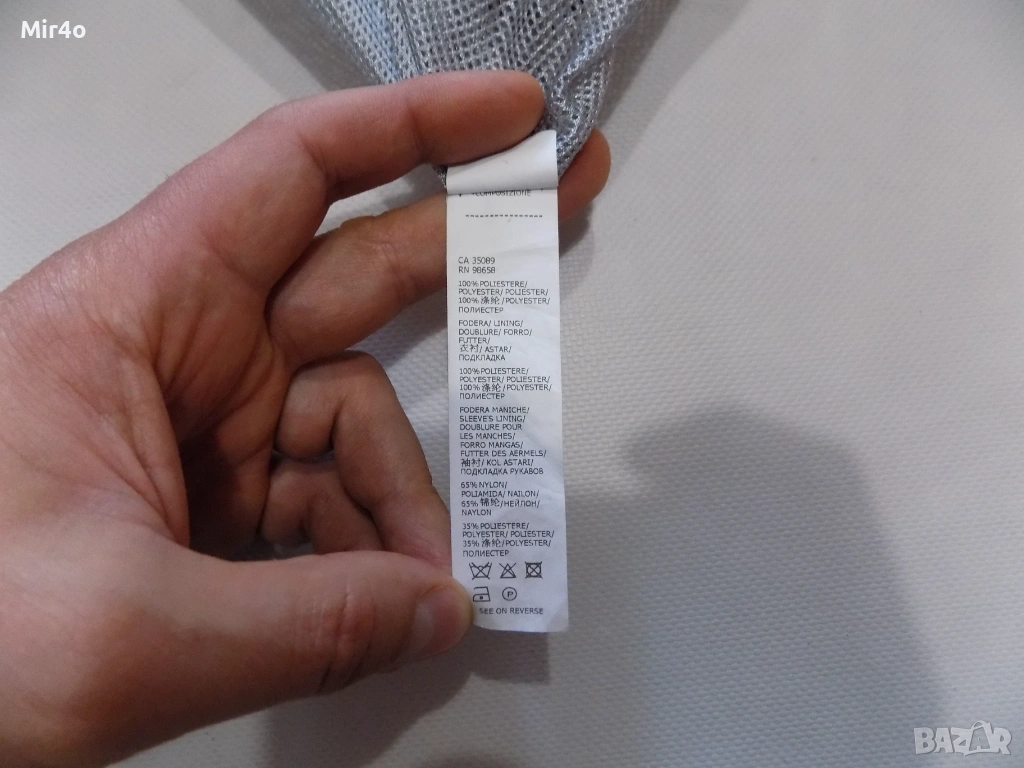 Mir4o
-COMPOSIZIONE
CA 35089
RN 98658
100% POLIESTERE/
POLYESTER/ POLIESTER/
100% 涤纶/POLYESTER/
ПОЛИЕСТЕР
FODERA/ LINING/
DOUBLURE/ FORRO/
FUTTER/
衣衬/ ASTAR/
ПОДКЛАДКА
100% POLIESTERE/
POLYESTER/ POLIESTER/
100% 涤纶/POLYESTER/
ПОЛИЕСТЕР
FODERA MANICHE/
SLEEVE'S LINING/
DOUBLURE POUR
LES MANCHES/
FORRO MANGAS/
FUTTER DES AERMELS/
袖衬/ KOL ASTARI/
ПОДКЛАДКА РУКАВОВ
65% NYLON/
POLIAMIDA/ NAILON/
65% 锦纶/НЕЙЛОН/
NAYLON
35% POLIESTERE/
POLYESTER/ POLIESTER/
35% 涤纶/POLYESTER/
ПОЛИЕСТЕР
P
SEE ON REVERSE
BAZAR